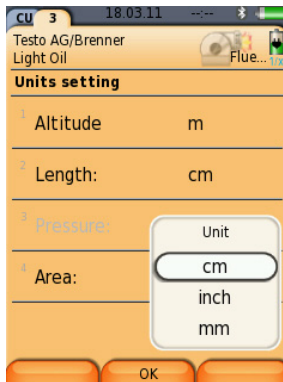 CU 3 18.03.11 --:--
Testo AG/Brenner
Light Oil Flue... 1/x
Units setting
1 Altitude m
2 Length: cm
3 Pressure:
Unit
4 Area:
cm
inch
mm
OK